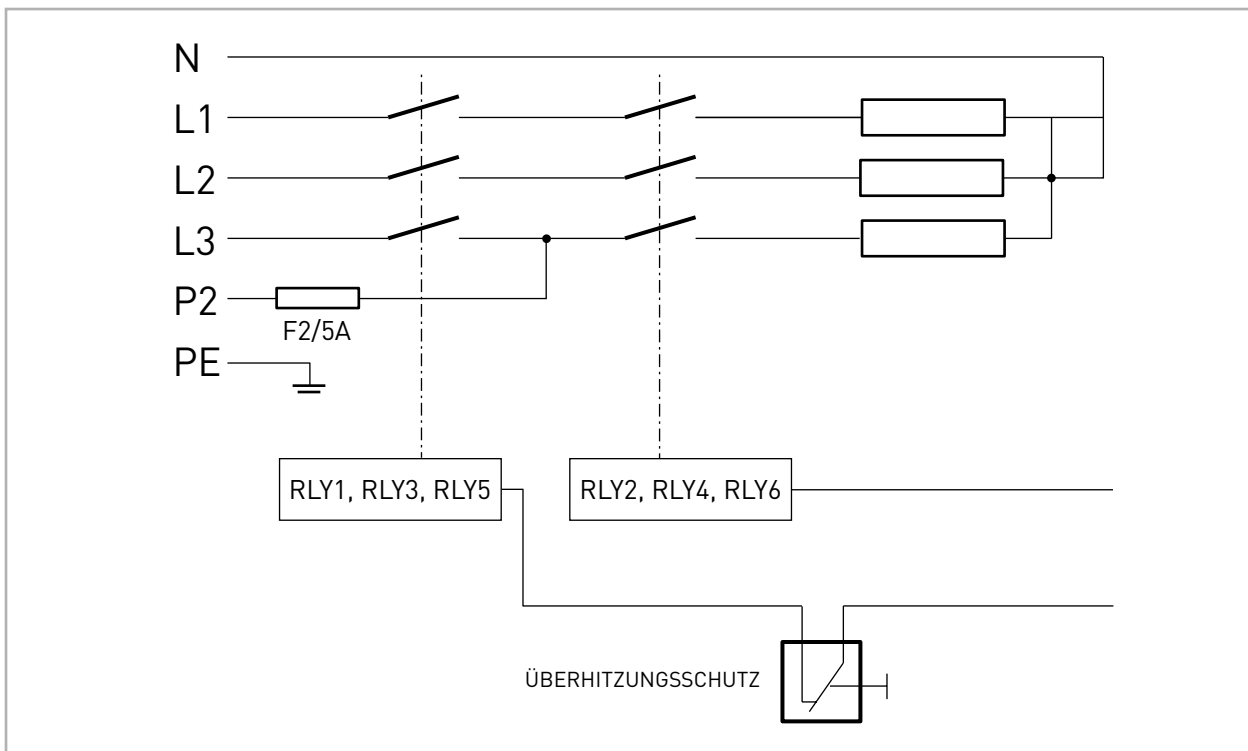 N
L1
L2
L3
P2
F2/5A
PE
RLY1, RLY3, RLY5
RLY2, RLY4, RLY6
ÜBERHITZUNGSSCHUTZ